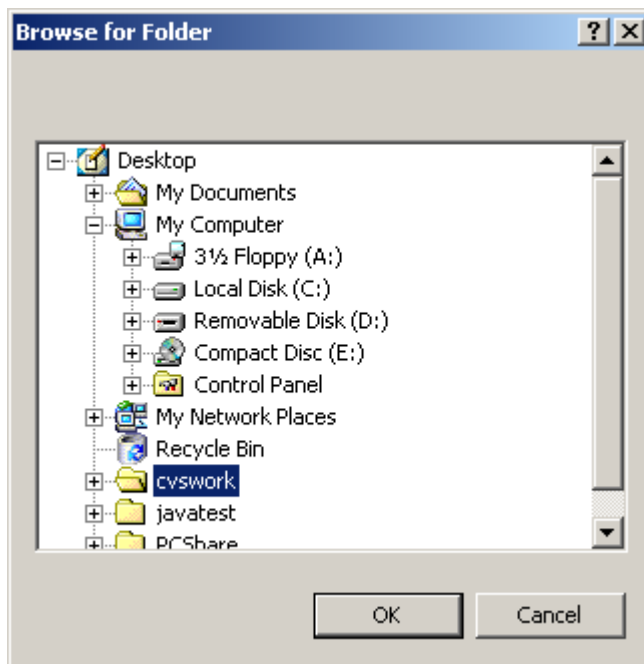 Browse for Folder
Desktop
My Documents
My Computer
3½ Floppy (A:)
Local Disk (C:)
Removable Disk (D:)
Compact Disc (E:)
Control Panel
My Network Places
Recycle Bin
cvswork
javatest
PCShare
OK Cancel